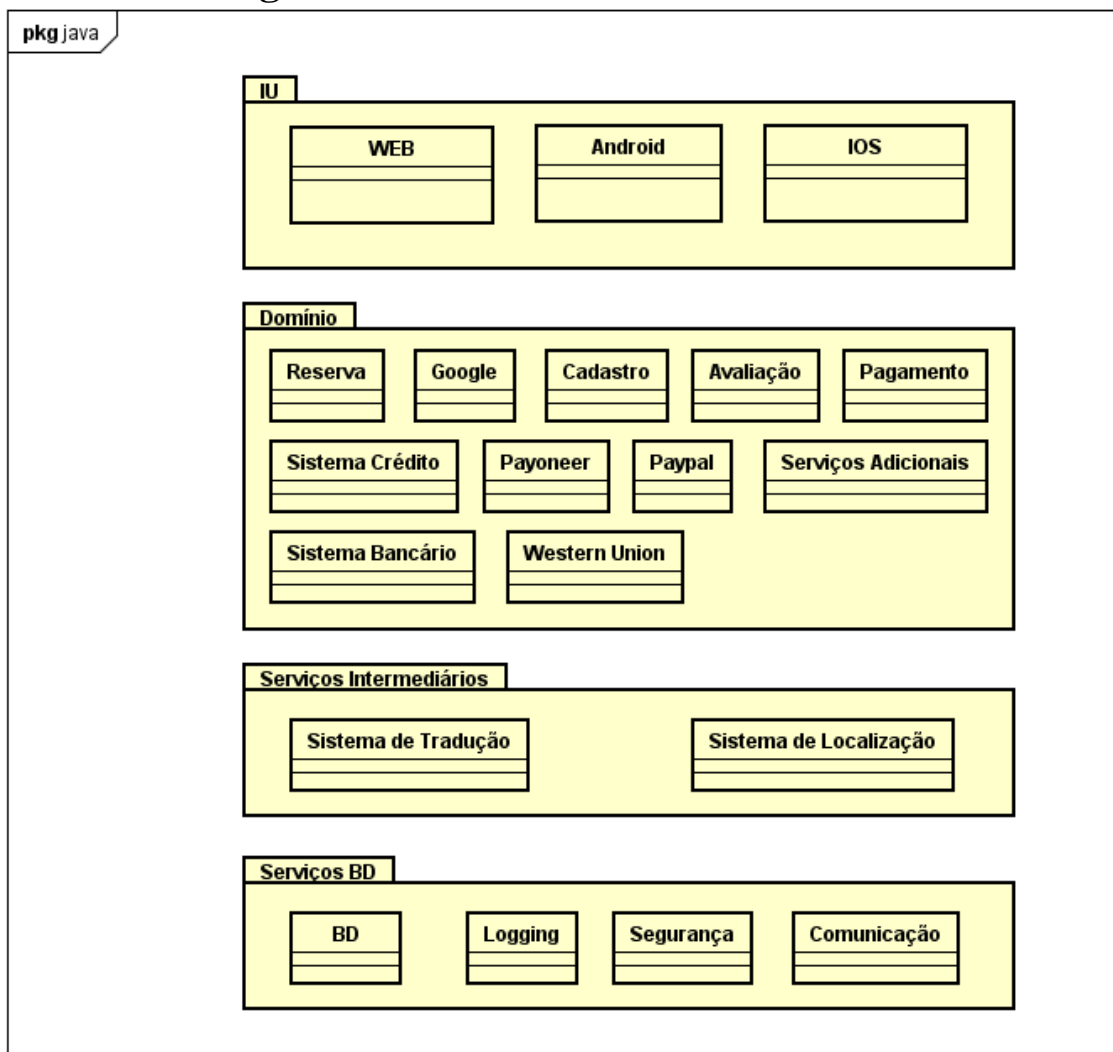 pkg java
IU
WEB Android IOS
Domínio
Reserva Google Cadastro Avaliação Pagamento
Sistema Crédito Payoneer Paypal Serviços Adicionais
Sistema Bancário Western Union
Serviços Intermediários
Sistema de Tradução Sistema de Localização
Serviços BD
BD Logging Segurança Comunicação